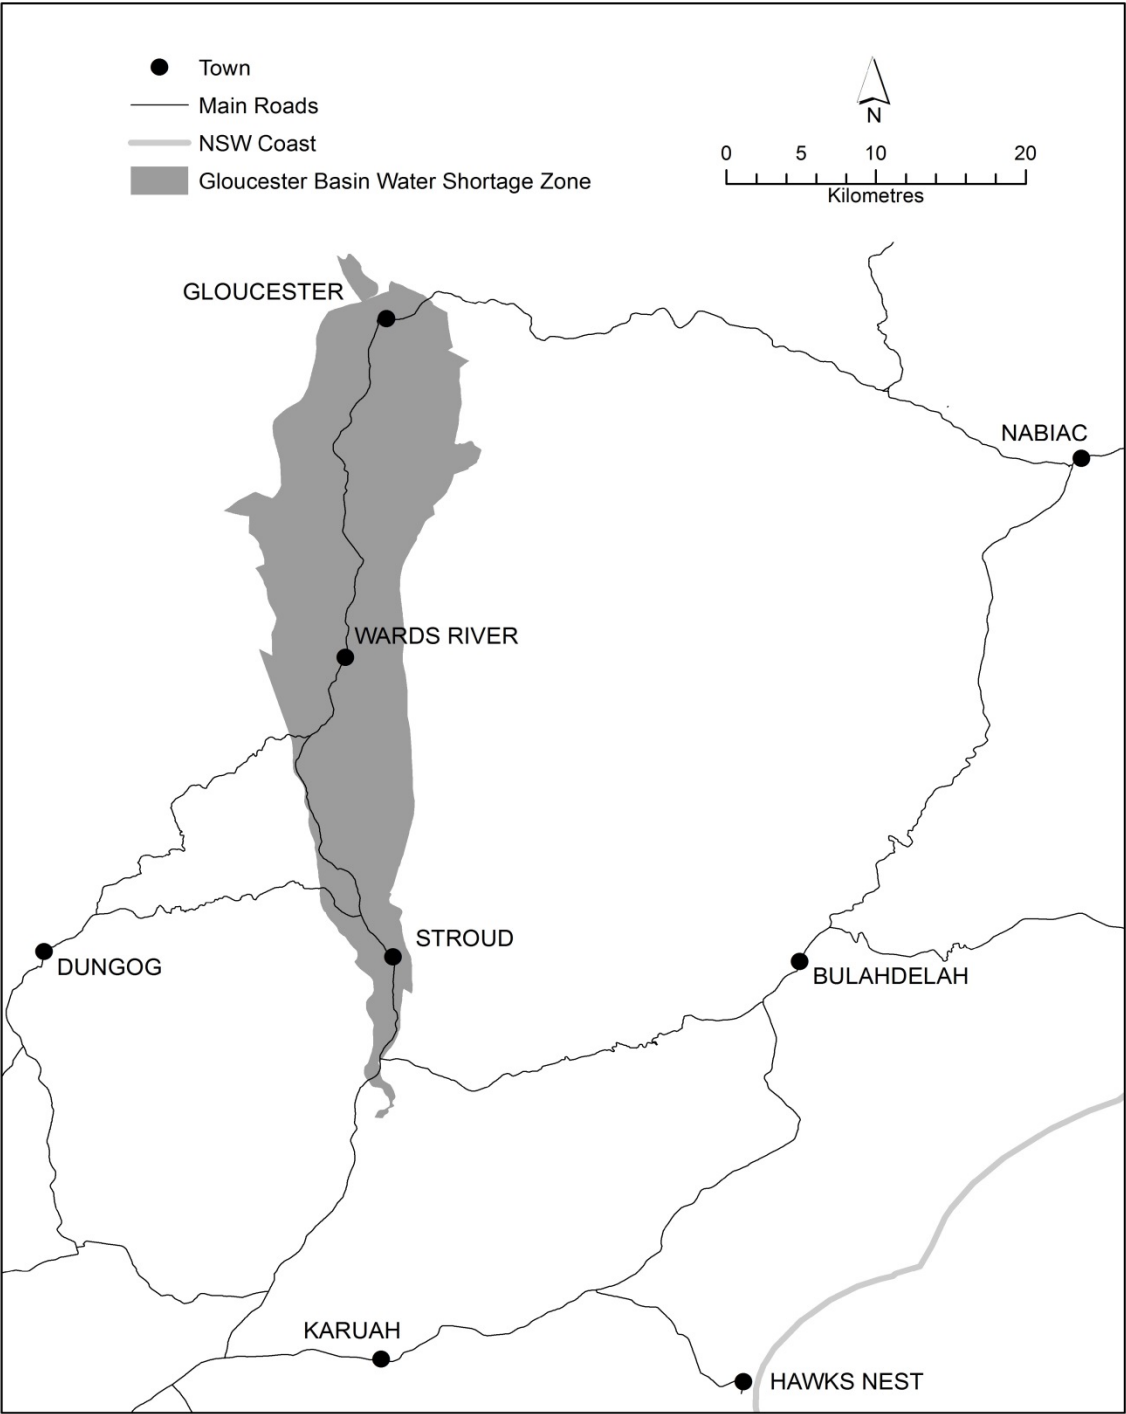 Town
Main Roads
NSW Coast
Gloucester Basin Water Shortage Zone
N
0 5 10 20
Kilometres
GLOUCESTER
NABIAC
WARDS RIVER
STROUD
DUNGOG
BULAHDELAH
KARUAH
HAWKS NEST